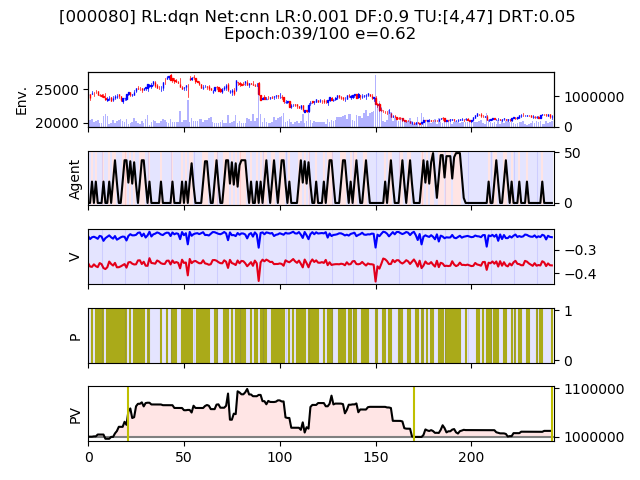 [000080] RL:dqn Net:cnn LR:0.001 DF:0.9 TU:[4,47] DRT:0.05
Epoch:039/100 e=0.62
Env.
25000
20000
1000000
0
Agent
50
0
V
−0.3
−0.4
P
1
0
PV
1100000
1000000
0
50
100
150
200